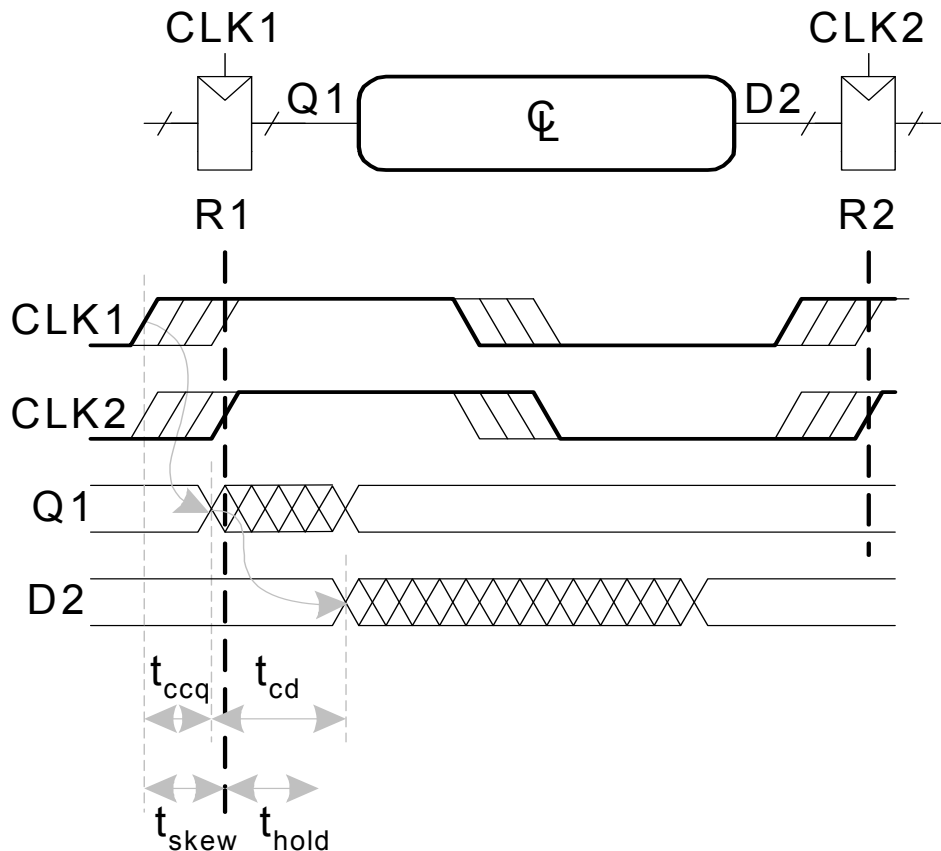 CLK1 CLK2
Q1 CL D2
R1 R2
CLK1
CLK2
Q1
D2
tccq tcd
tskew thold